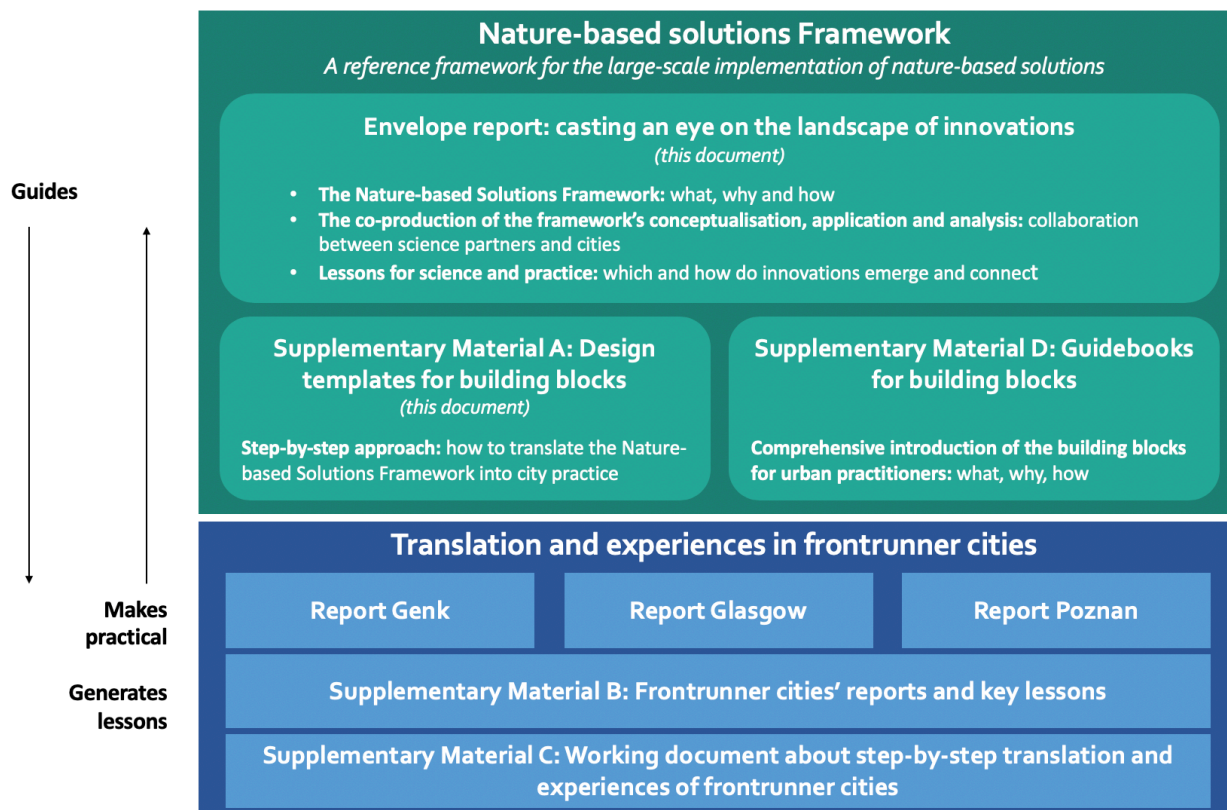 Nature-based solutions Framework
A reference framework for the large-scale implementation of nature-based solutions
Envelope report: casting an eye on the landscape of innovations
(this document)
• The Nature-based Solutions Framework: what, why and how
• The co-production of the framework's conceptualisation, application and analysis: collaboration
between science partners and cities
• Lessons for science and practice: which and how do innovations emerge and connect
Guides
Supplementary Material A: Design
templates for building blocks
(this document)
Step-by-step approach: how to translate the Nature-
based Solutions Framework into city practice
Supplementary Material D: Guidebooks
for building blocks
Comprehensive introduction of the building blocks
for urban practitioners: what, why, how
Translation and experiences in frontrunner cities
Makes
practical
Report Genk
Report Glasgow
Report Poznan
Generates
lessons
Supplementary Material B: Frontrunner cities' reports and key lessons
Supplementary Material C: Working document about step-by-step translation and
experiences of frontrunner cities